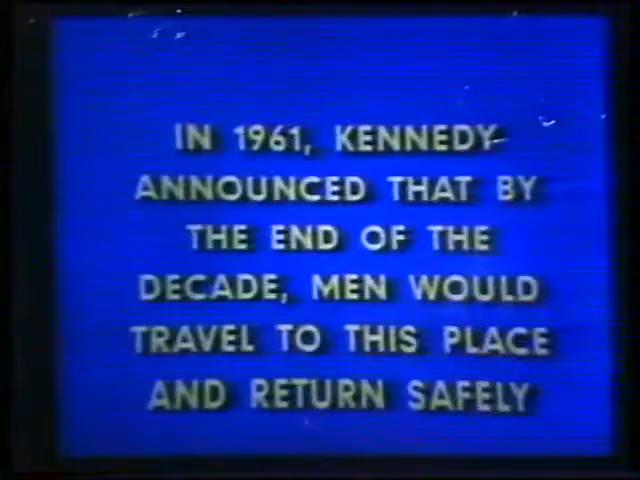 IN 1961, KENNEDY
ANNOUNCED THAT BY
THE END OF THE
DECADE, MEN WOULD
TRAVEL TO THIS PLACE
AND RETURN SAFELY